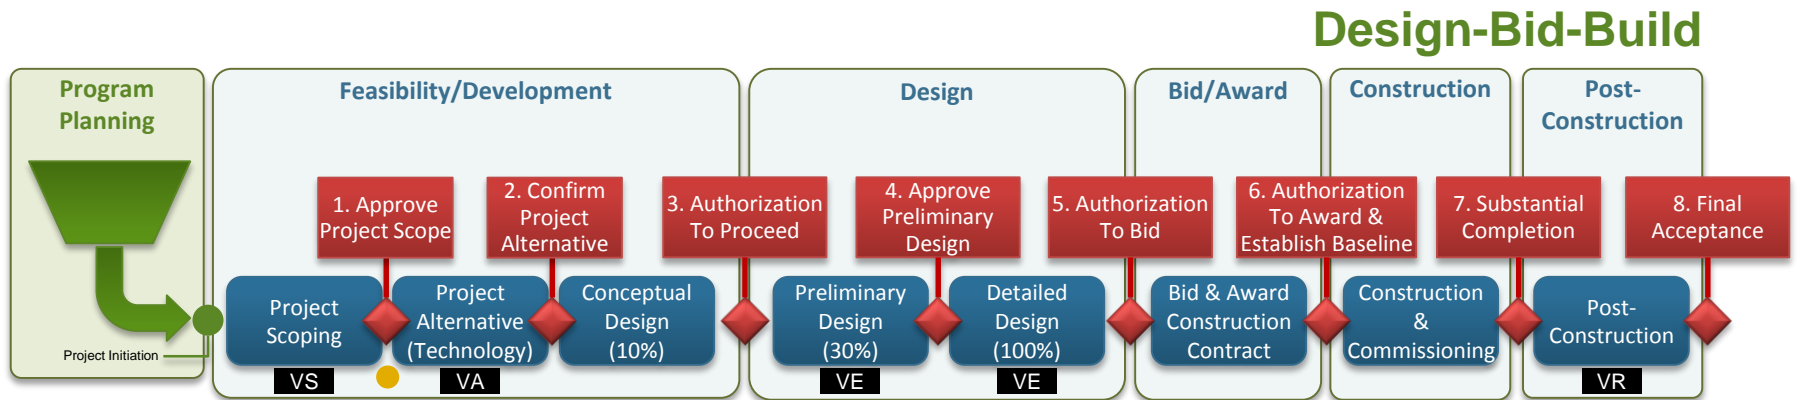 Design-Bid-Build
Program
Planning
Feasibility/Development
Design
Bid/Award
Construction
Post-
Construction
1. Approve
Project Scope
2. Confirm
Project
Alternative
3. Authorization
To Proceed
4. Approve
Preliminary
Design
5. Authorization
To Bid
6. Authorization
To Award &
Establish Baseline
7. Substantial
Completion
8. Final
Acceptance
Project Initiation
Project
Scoping
Project
Alternative
(Technology)
Conceptual
Design
(10%)
Preliminary
Design
(30%)
Detailed
Design
(100%)
Bid & Award
Construction
Contract
Construction
&
Commissioning
Post-
Construction
VS
VA
VE
VE
VR